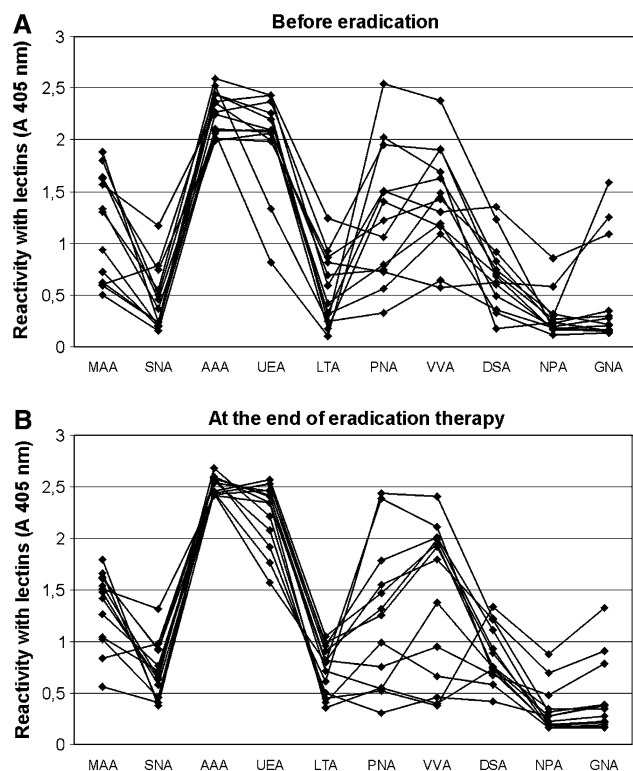 A
Before eradication
Reactivity with lectins (A 405 nm)
3
2,5
2
1,5
1
0,5
0
MAA SNA AAA UEA LTA PNA VVA DSA NPA GNA
B
At the end of eradication therapy
Reactivity with lectins (A 405 nm)
3
2,5
2
1,5
1
0,5
0
MAA SNA AAA UEA LTA PNA VVA DSA NPA GNA